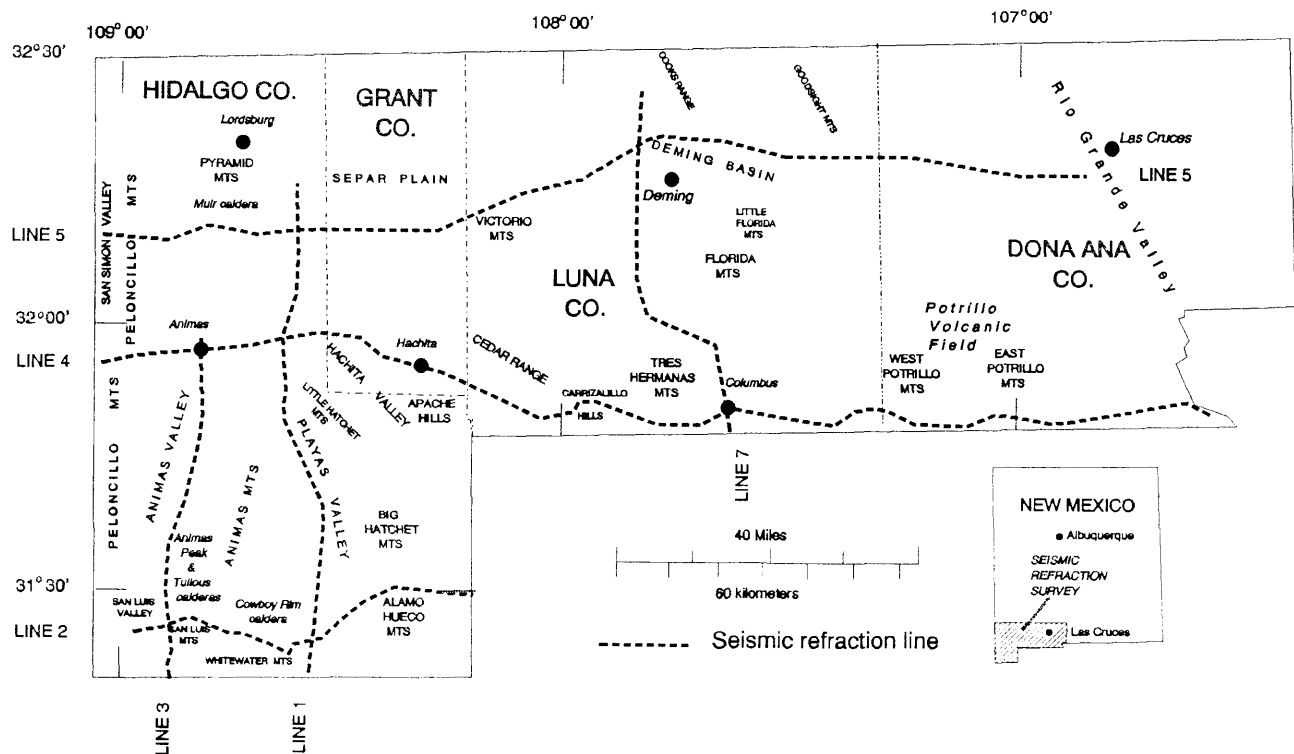 109°00'
108°00'
107°00'
32°30'
HIDALGO CO.
GRANT
CO.
COOKS RANGE
GOODSIGHT MTS
Rio Grande Valley
Lordsburg
PYRAMID
MTS
Muir caldera
SEPAR PLAIN
DEMING BASIN
Deming
Las Cruces
LINE 5
SAN SIMON VALLEY
PELONCILLO MTS
LINE 5
VICTORIO
MTS
LITTLE
FLORIDA
MTS
FLORIDA
MTS
LUNA
CO.
DONA ANA
CO.
32°00'
LINE 4
Animas
HACHITA
VALLEY
Hachita
CEDAR RANGE
TRES
HERMANAS
MTS
Columbus
Potrillo
Volcanic
Field
WEST
POTRILLO
MTS
EAST
POTRILLO
MTS
PELONCILLO MTS
ANIMAS VALLEY
LITTLE HATCHET
MTS
APACHE
HILLS
CARRIZALILLO
HILLS
ANIMAS MTS
PLAYAS VALLEY
BIG
HATCHET
MTS
LINE 7
Animas
Peak
&
Tullous
calderas
31°30'
LINE 2
SAN LUIS
VALLEY
SAN LUIS
MTS
Cowboy Rim
caldera
WHITEWATER MTS
ALAMO
HUECO
MTS
LINE 3
LINE 1
40 Miles
60 kilometers
Seismic refraction line
NEW MEXICO
Albuquerque
SEISMIC
REFRACTION
SURVEY
Las Cruces